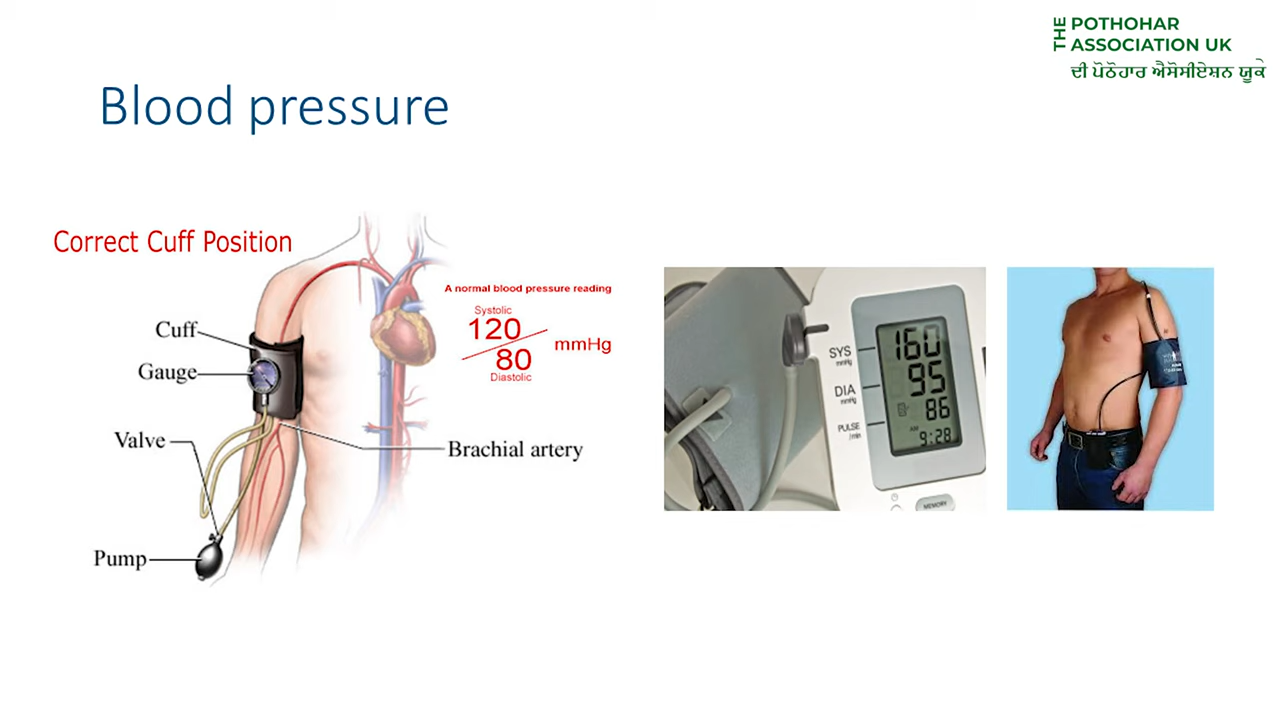 THE
POTHOHAR
ASSOCIATION UK
ਦੀ ਪੋਠੋਹਾਰ ਐਸੋਸੀਏਸ਼ਨ ਯੂਕੇ
Blood pressure
Correct Cuff Position
Cuff
Gauge
Valve
Pump
Brachial artery
A normal blood pressure reading
Systolic
120
80
mmHg
Diastolic
SYS
mmHg
160
DIA
mmHg
95
PULSE
/min
86
AM
9:28
MEMORY